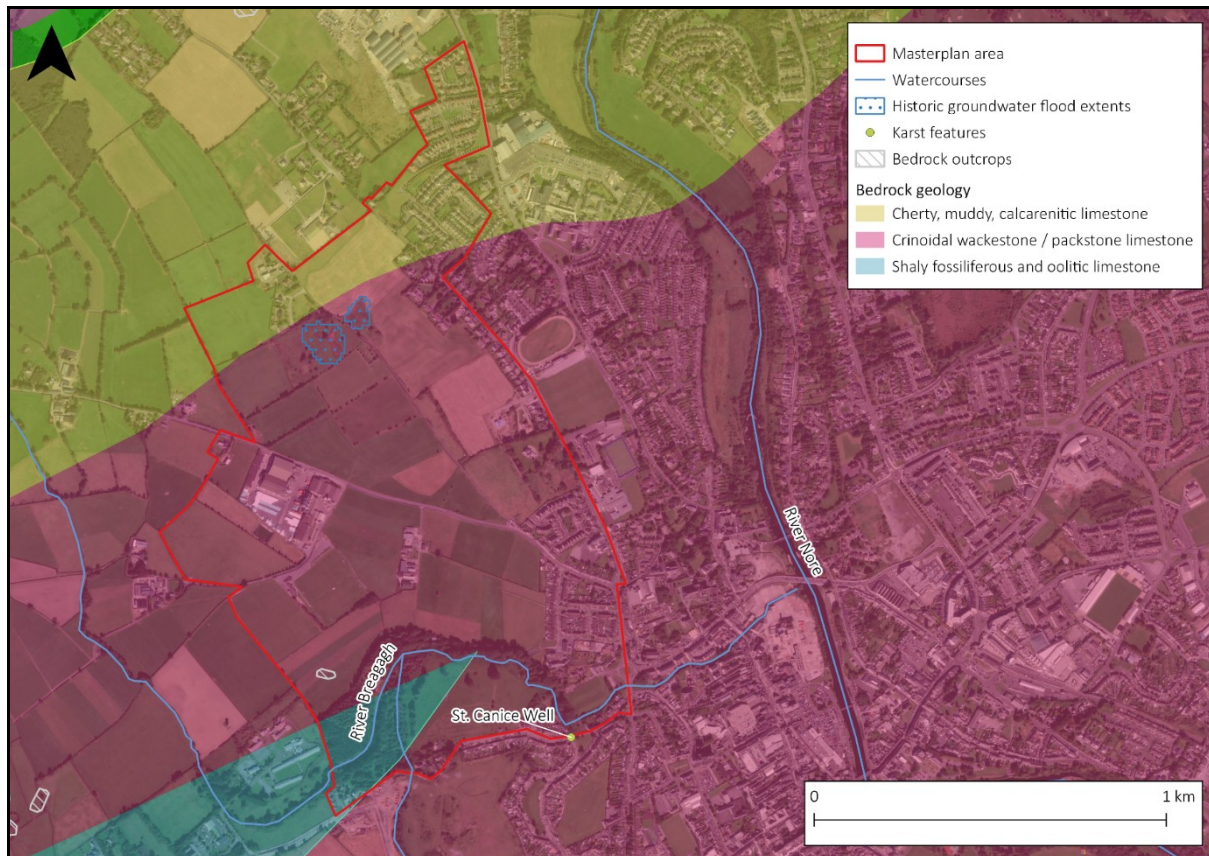 Masterplan area
Watercourses
Historic groundwater flood extents
Karst features
Bedrock outcrops
Bedrock geology
Cherty, muddy, calcarenitic limestone
Crinoidal wackestone / packstone limestone
Shaly fossiliferous and oolitic limestone
River Nore
River Breagagh
St. Canice Well
0
1 km